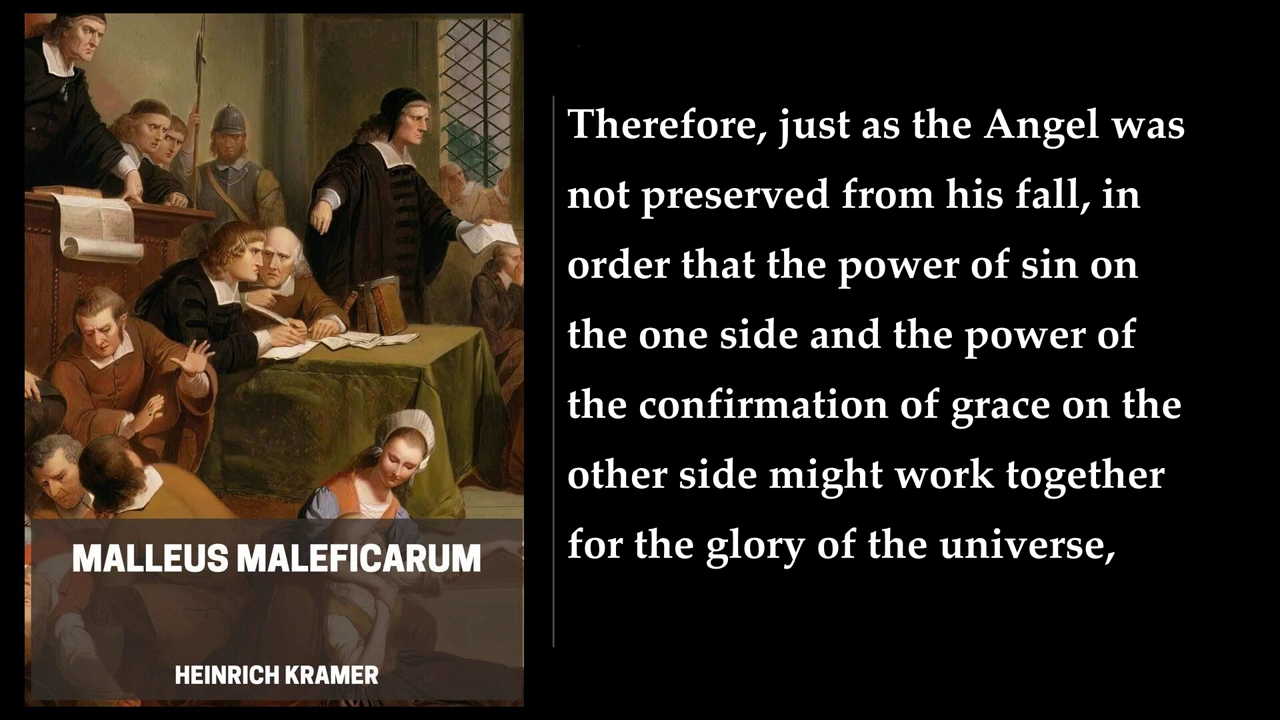 MALLEUS MALEFICARUM
HEINRICH KRAMER
Therefore, just as the Angel was
not preserved from his fall, in
order that the power of sin on
the one side and the power of
the confirmation of grace on the
other side might work together
for the glory of the universe,